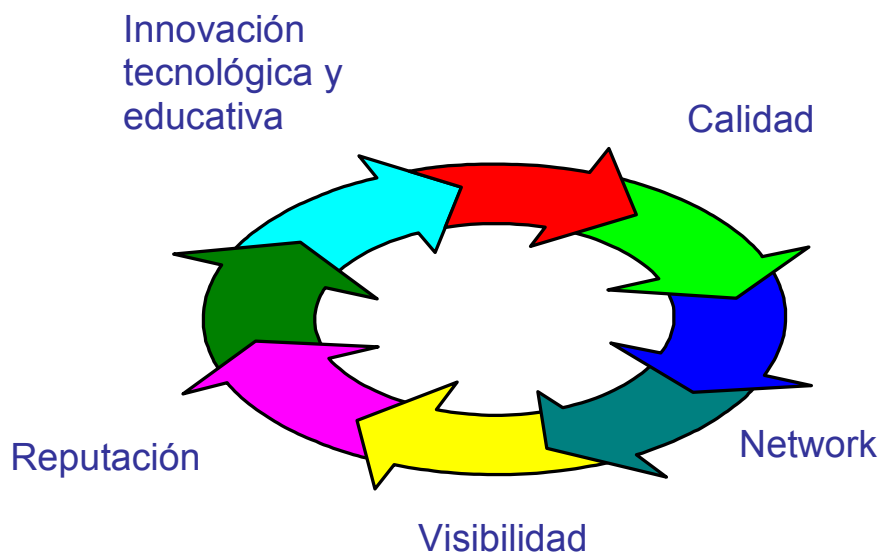 Innovación
tecnológica y
educativa
Calidad
Network
Visibilidad
Reputación